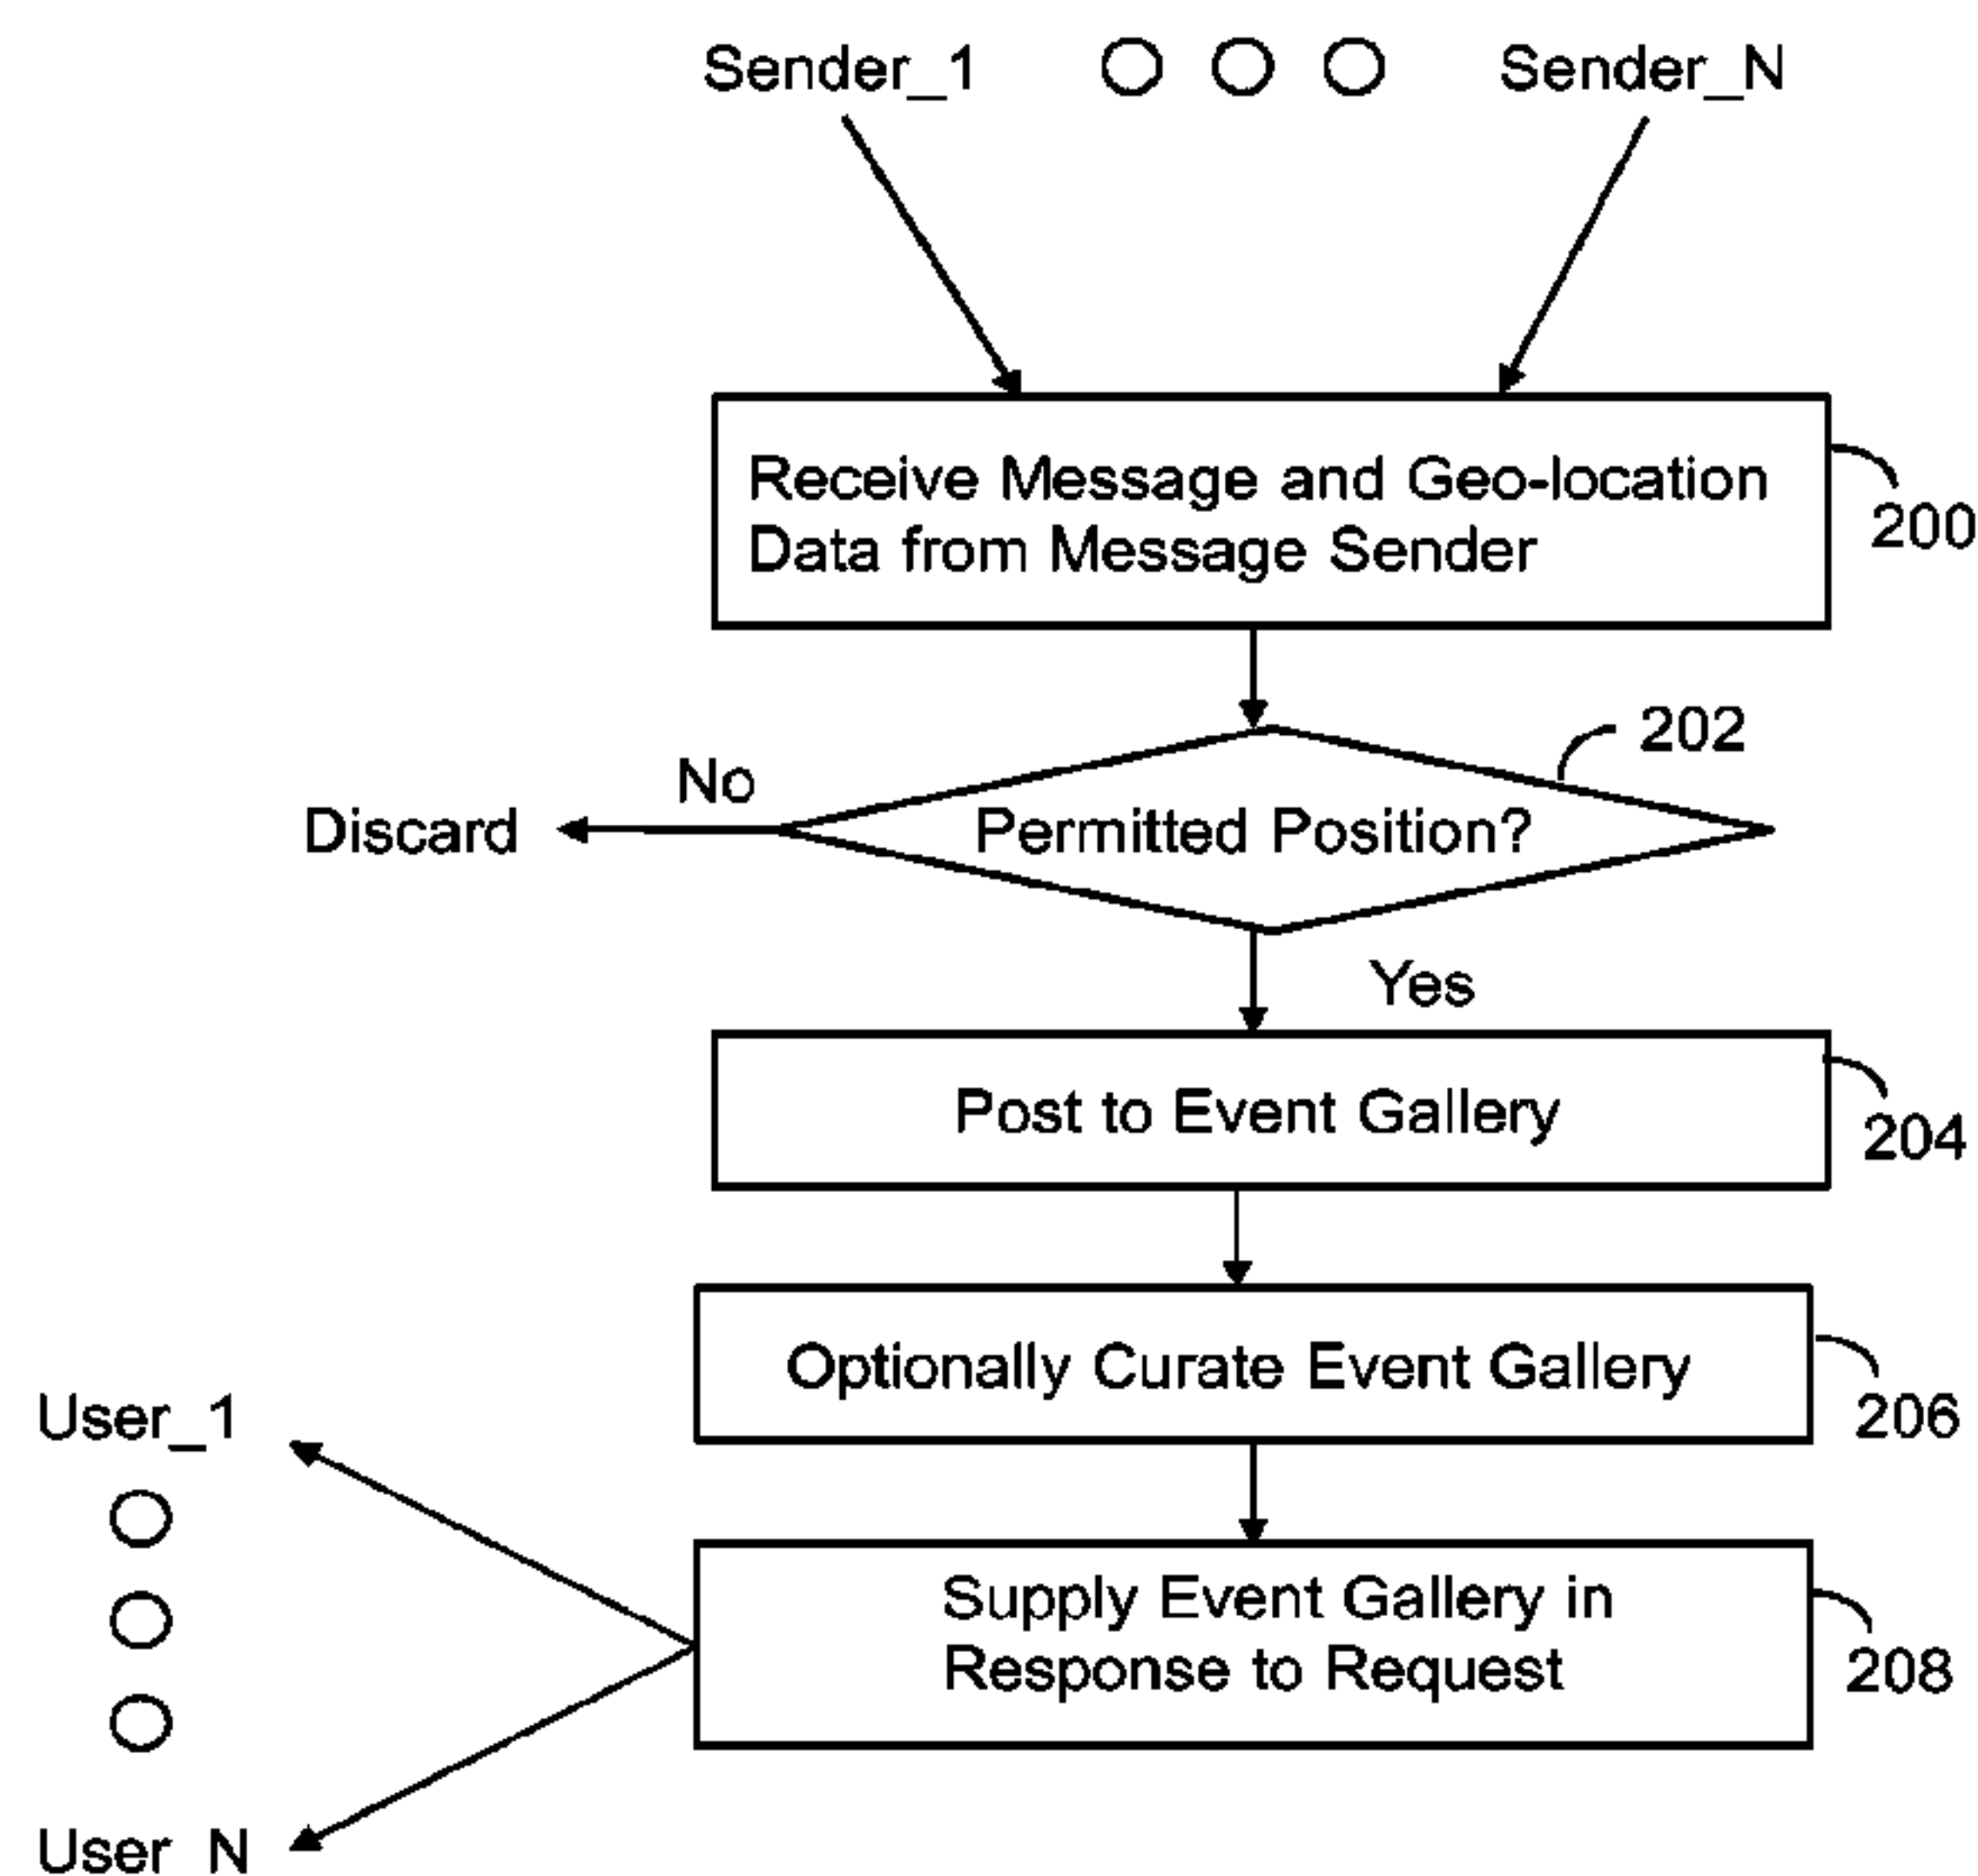 Sender_1 Sender_N
Receive Message and Geo-location
Data from Message Sender
200
202
No
Discard
Permitted Position?
Yes
Post to Event Gallery
204
Optionally Curate Event Gallery
206
User_1
Supply Event Gallery in
Response to Request
208
User N